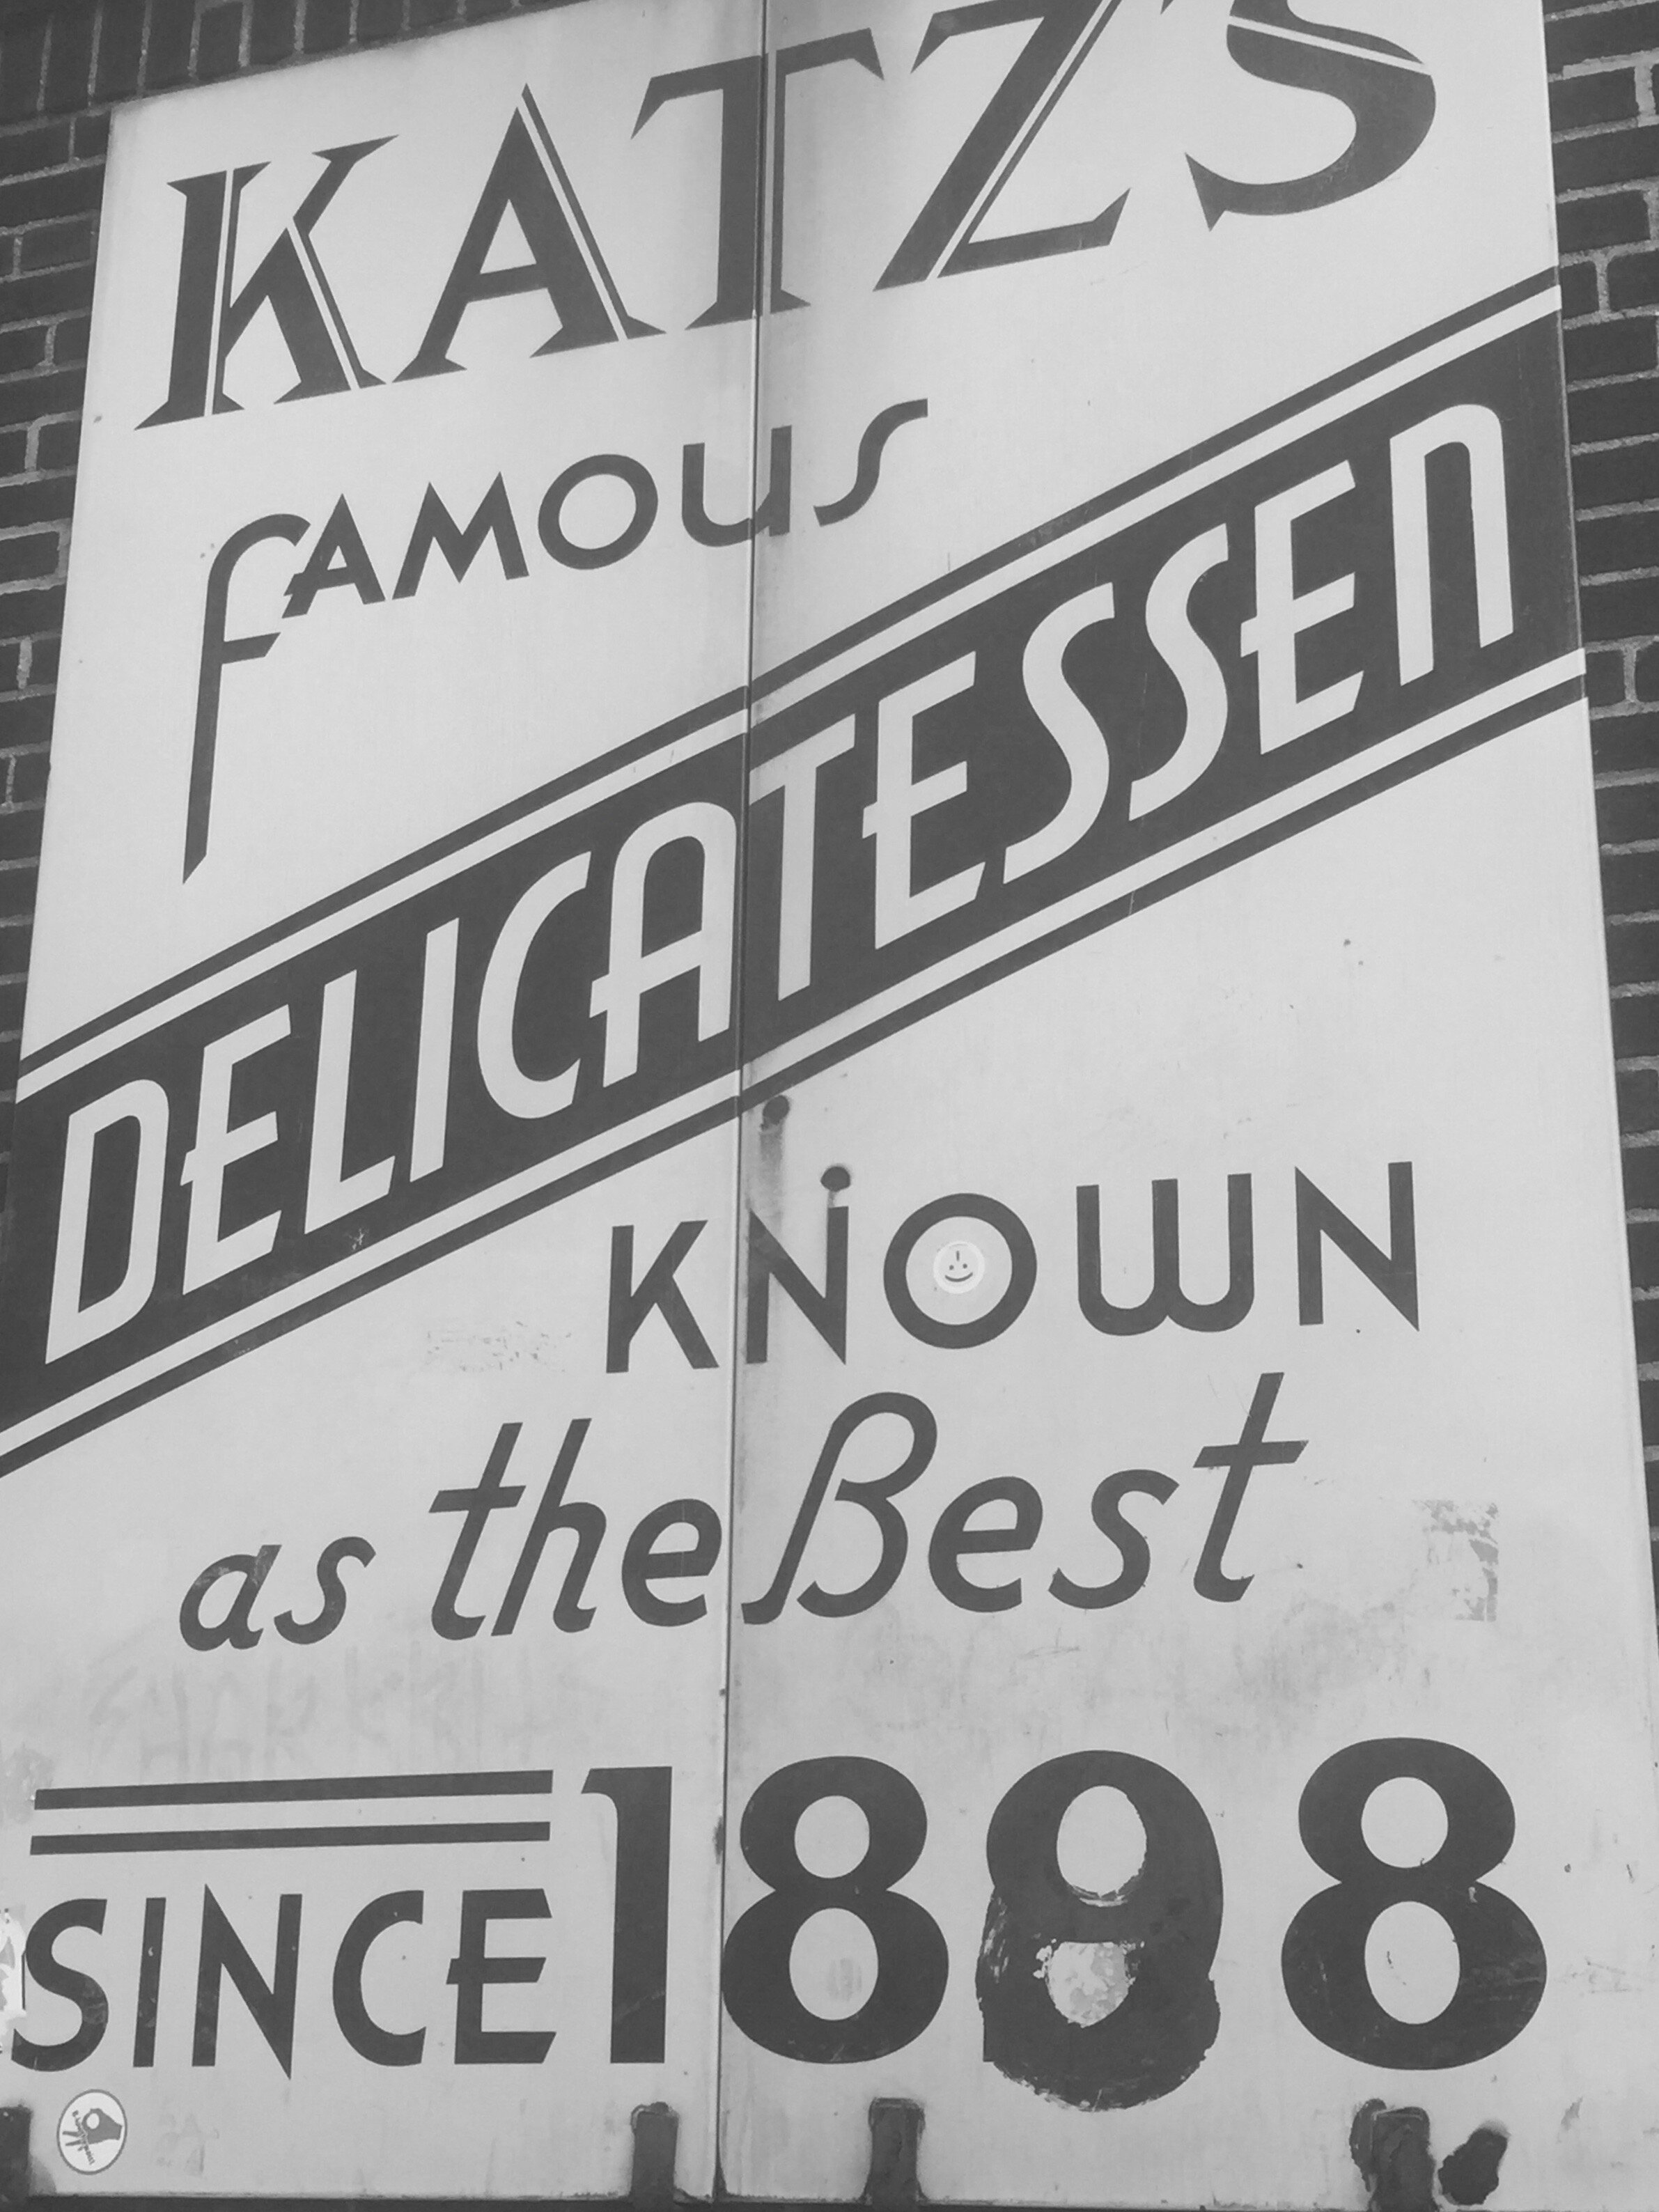 KATZ'S
FAMOUS
DELICATESSEN
KNOWN
as the Best
SINCE 1888